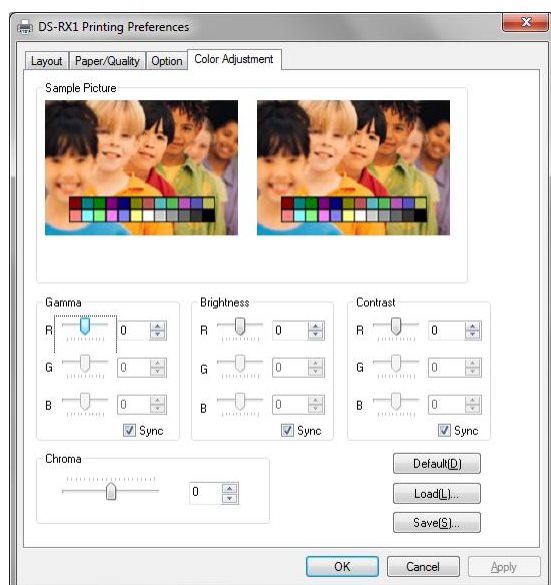 DS-RX1 Printing Preferences
Layout Paper/Quality Option Color Adjustment
Sample Picture
Gamma Brightness Contrast
R 0 R 0 R 0
G 0 G 0 G 0
B 0 B 0 B 0
Sync Sync Sync
Chroma
0
Default(D)
Load(L)...
Save(S)...
OK Cancel Apply